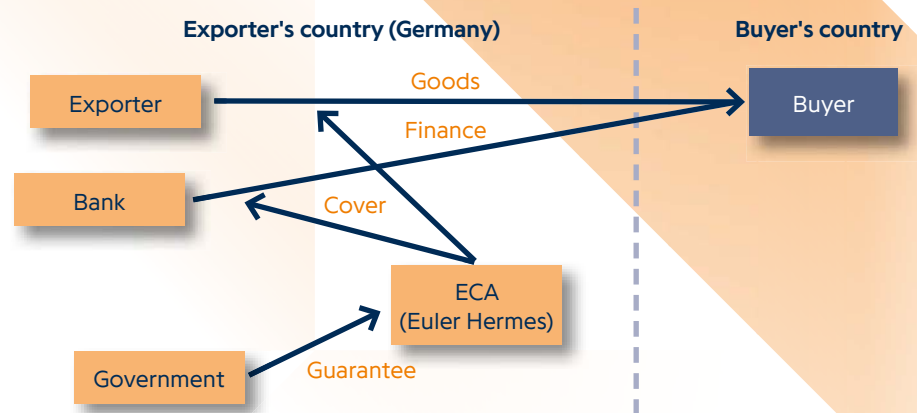 Exporter's country (Germany)
Buyer's country
Goods
Exporter
Buyer
Finance
Bank
Cover
ECA
(Euler Hermes)
Government
Guarantee